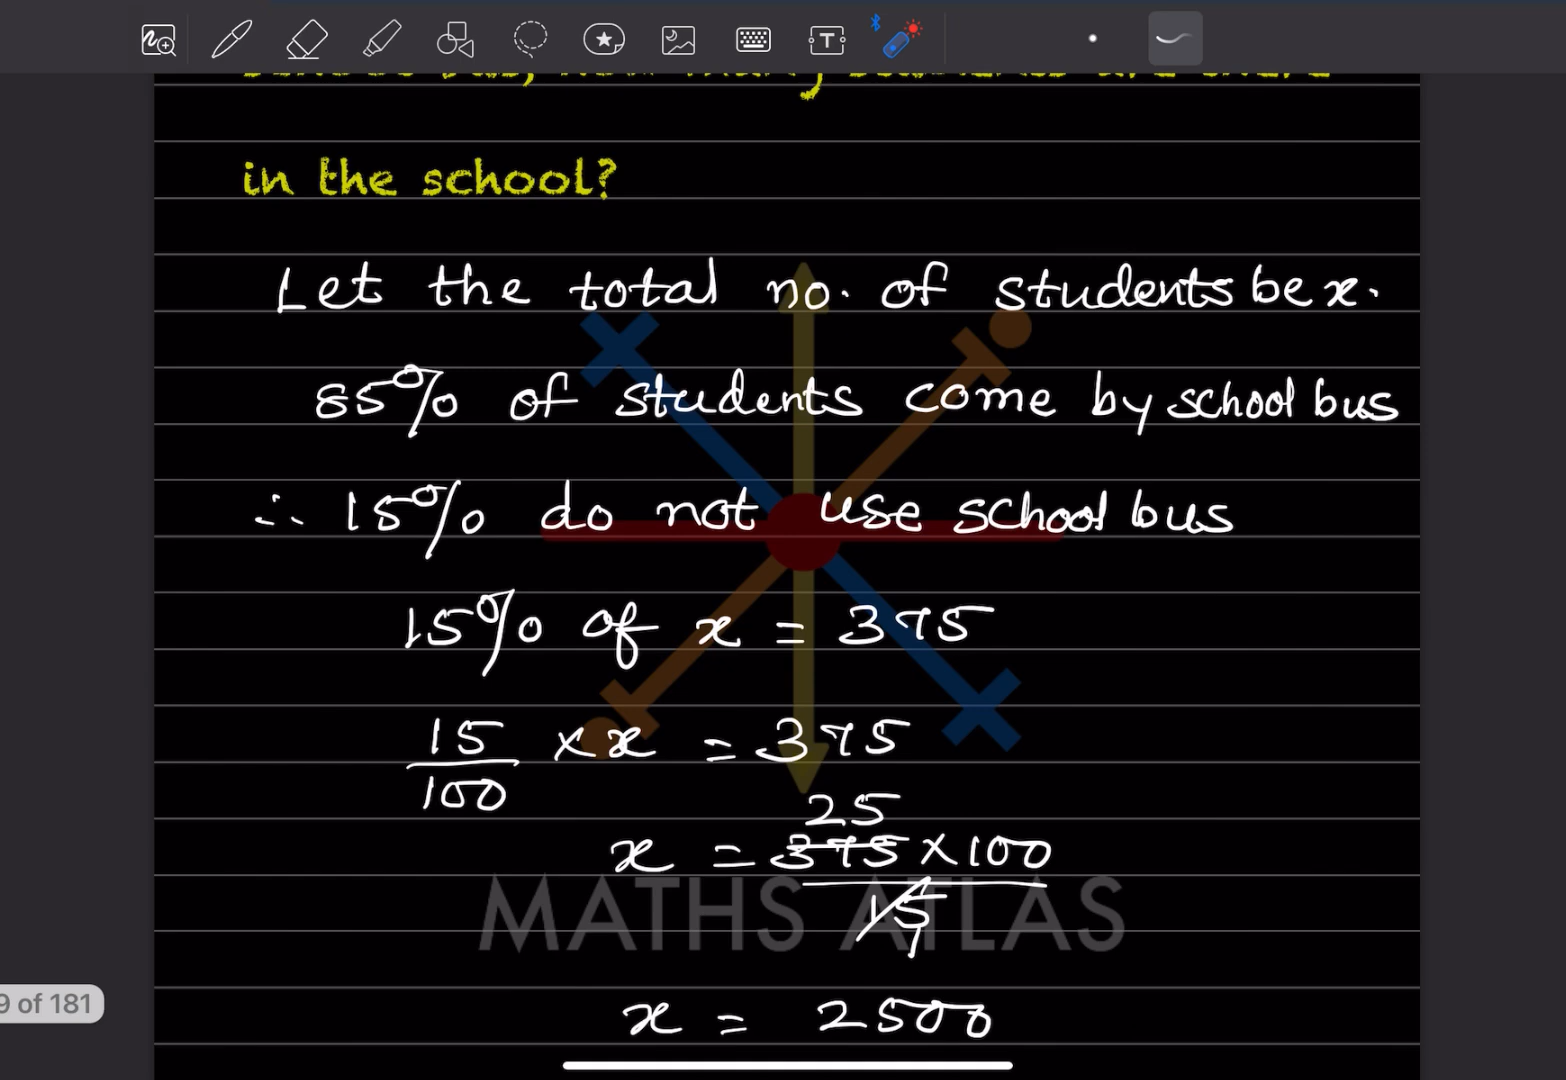 in the school?
Let the total no. of students be x.
85% of students come by school bus
∴ 15% do not use school bus
15% of x = 375
15/100 × x = 375
25
x = 375 × 100 / 15
1
MATHS ATLAS
x = 2500
9 of 181